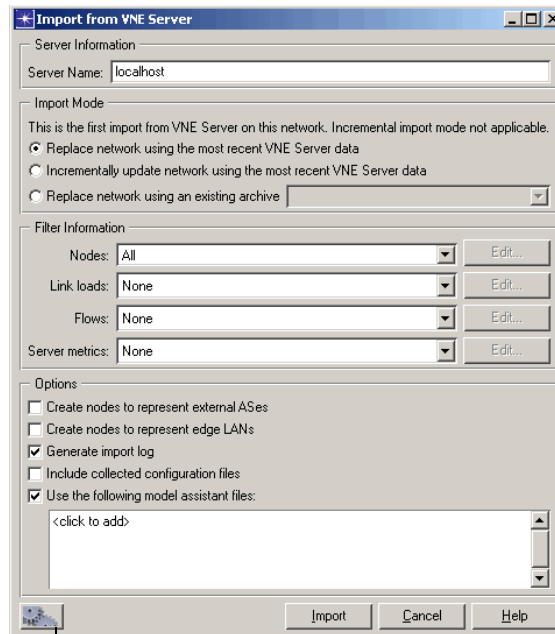 Import from VNE Server
Server Information
Server Name: localhost
Import Mode
This is the first import from VNE Server on this network. Incremental import mode not applicable.
Replace network using the most recent VNE Server data
Incrementally update network using the most recent VNE Server data
Replace network using an existing archive
Filter Information
Nodes: All Edit...
Link loads: None Edit...
Flows: None Edit...
Server metrics: None Edit...
Options
Create nodes to represent external ASes
Create nodes to represent edge LANs
Generate import log
Include collected configuration files
Use the following model assistant files:
<click to add>
Import Cancel Help